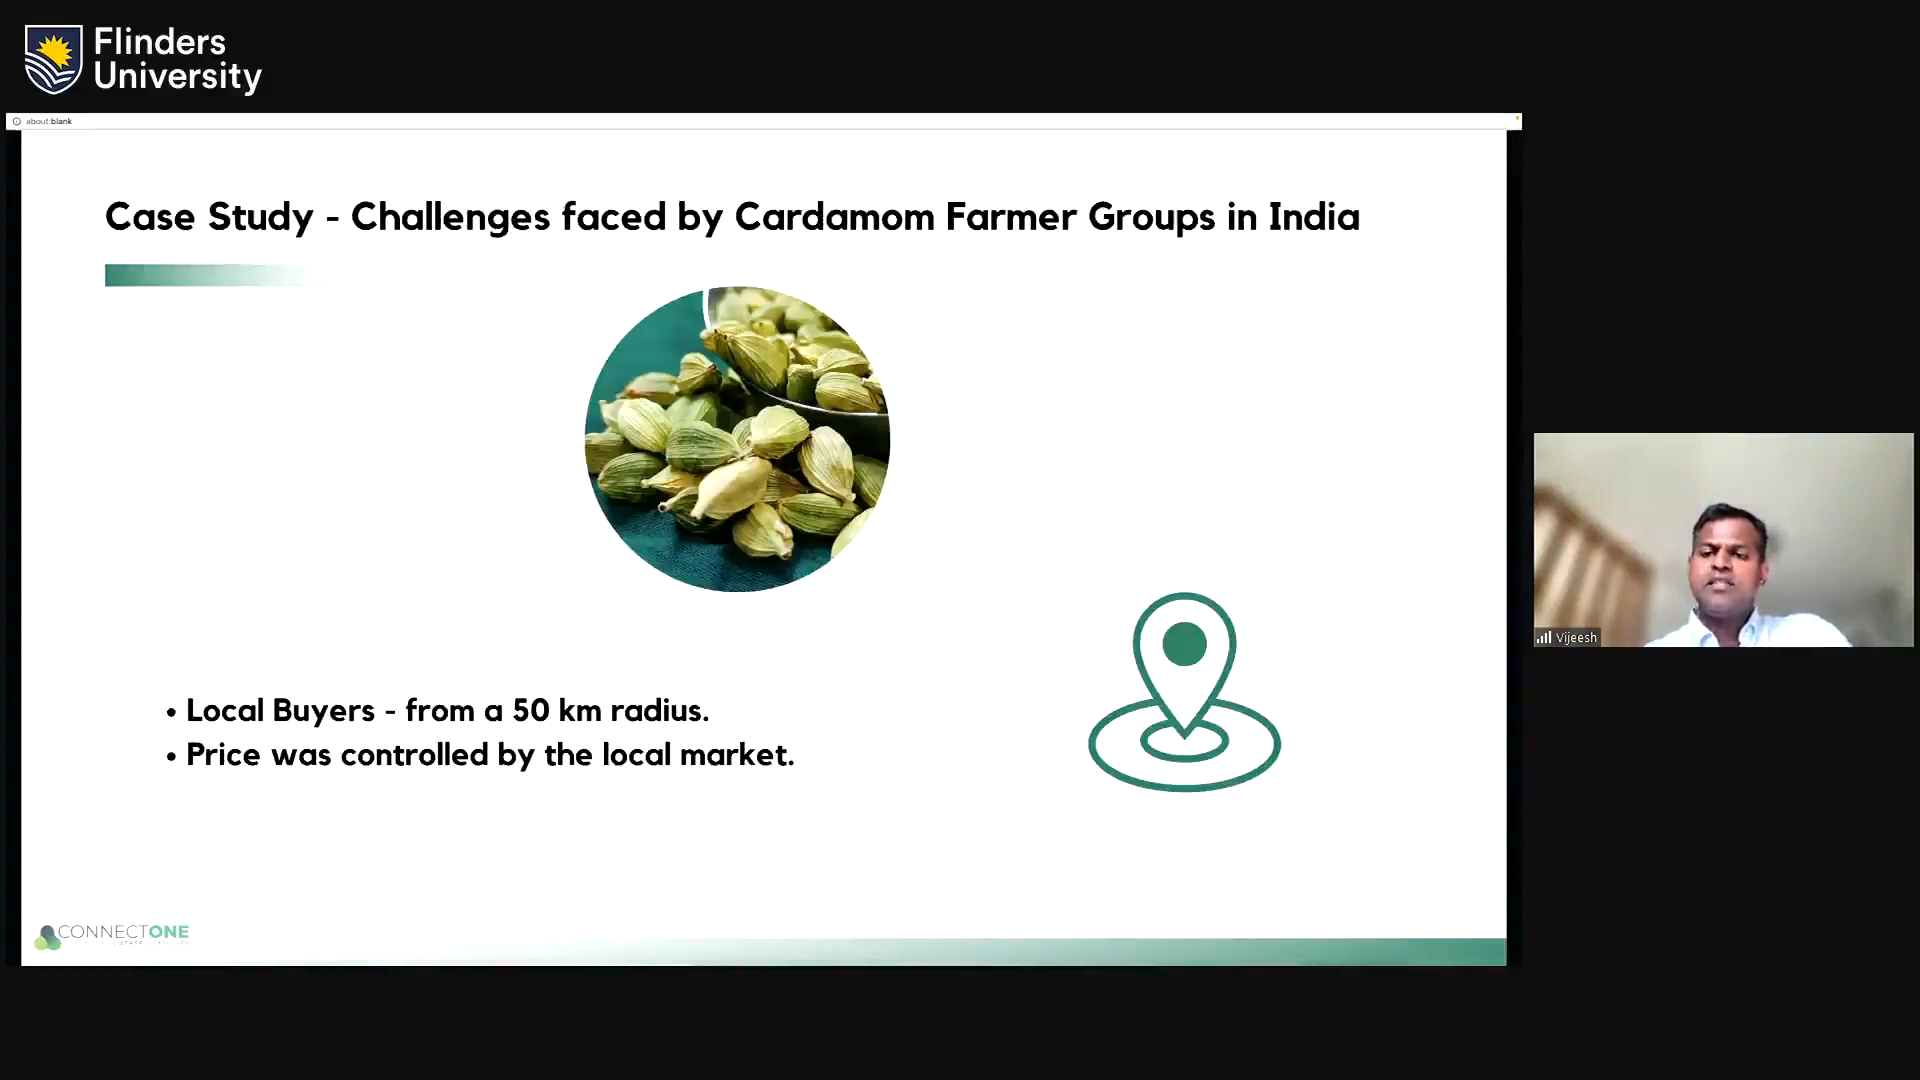 Flinders
University
about:blank
Case Study - Challenges faced by Cardamom Farmer Groups in India
• Local Buyers - from a 50 km radius.
• Price was controlled by the local market.
Vijeesh
CONNECTONE